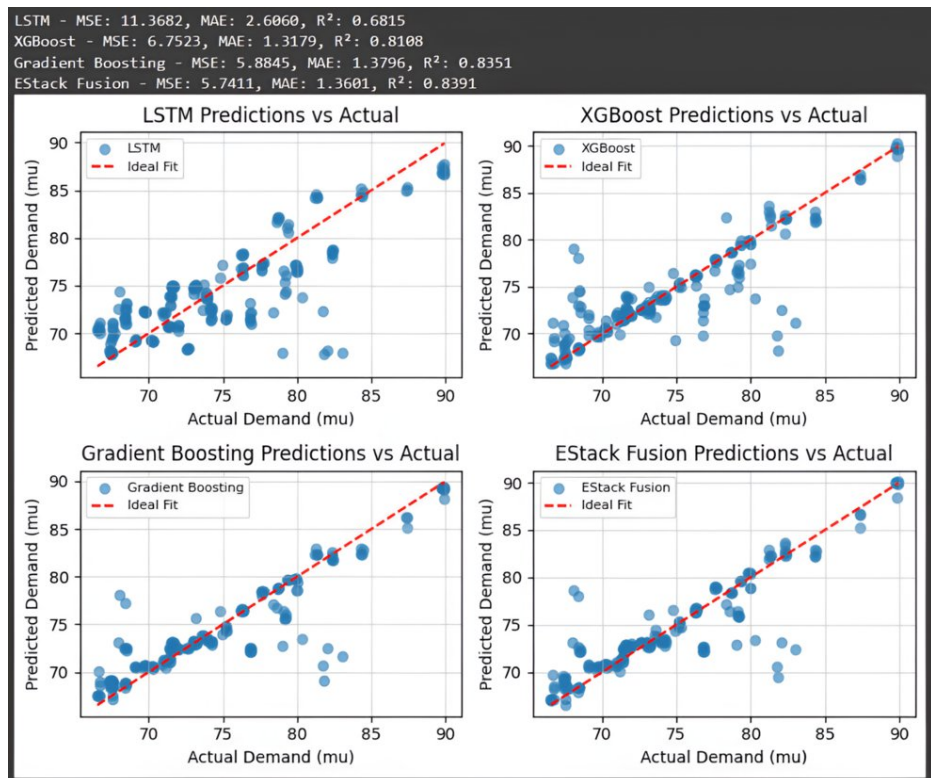 LSTM - MSE: 11.3682, MAE: 2.6060, R²: 0.6815
XGBoost - MSE: 6.7523, MAE: 1.3179, R²: 0.8108
Gradient Boosting - MSE: 5.8845, MAE: 1.3796, R²: 0.8351
EStack Fusion - MSE: 5.7411, MAE: 1.3601, R²: 0.8391
LSTM Predictions vs Actual
LSTM
Ideal Fit
Predicted Demand (mu)
90
85
80
75
70
70 75 80 85 90
Actual Demand (mu)
XGBoost Predictions vs Actual
XGBoost
Ideal Fit
Predicted Demand (mu)
90
85
80
75
70
70 75 80 85 90
Actual Demand (mu)
Gradient Boosting Predictions vs Actual
Gradient Boosting
Ideal Fit
Predicted Demand (mu)
90
85
80
75
70
70 75 80 85 90
Actual Demand (mu)
EStack Fusion Predictions vs Actual
EStack Fusion
Ideal Fit
Predicted Demand (mu)
90
85
80
75
70
70 75 80 85 90
Actual Demand (mu)